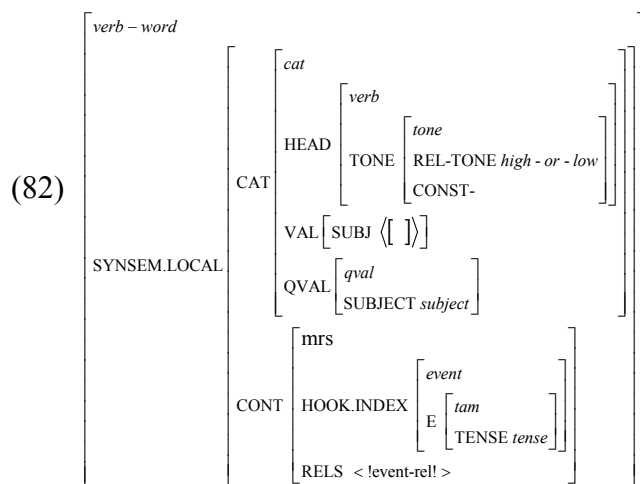 verb – word
cat
verb
tone
HEAD
TONE
REL-TONE high - or - low
(82)
CAT
CONST-
VAL[SUBJ ⟨[ ]⟩]
SYNSEM.LOCAL
qval
QVAL
SUBJECT subject
mrs
event
CONT
HOOK.INDEX
tam
E
TENSE tense
RELS < !event-rel! >